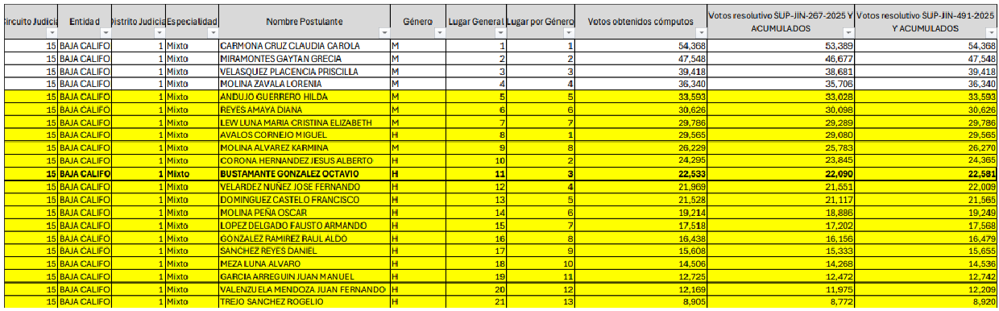 Circuito Judicia Entidad Distrito Judicia Especialidad Nombre Postulante Género Lugar General Lugar por Género Votos obtenidos cómputos Votos resolutivo SUP-JIN-267-2025 Y ACUMULADOS Votos resolutivo SUP-JIN-491-2025 Y ACUMULADOS
15 BAJA CALIFO 1 Mixto CARMONA CRUZ CLAUDIA CAROLA M 1 1 54,368 53,389 54,368
15 BAJA CALIFO 1 Mixto MIRAMONTES GAYTAN GRECIA M 2 2 47,548 46,677 47,548
15 BAJA CALIFO 1 Mixto VELASQUEZ PLACENCIA PRISCILLA M 3 3 39,418 38,681 39,418
15 BAJA CALIFO 1 Mixto MOLINA ZAVALA LORENIA M 4 4 36,340 35,706 36,340
15 BAJA CALIFO 1 Mixto ANDUJO GUERRERO HILDA M 5 5 33,593 33,028 33,593
15 BAJA CALIFO 1 Mixto REYES AMAYA DIANA M 6 6 30,626 30,098 30,626
15 BAJA CALIFO 1 Mixto LEW LUNA MARIA CRISTINA ELIZABETH M 7 7 29,786 29,289 29,786
15 BAJA CALIFO 1 Mixto AVALOS CORNEJO MIGUEL H 8 1 29,565 29,080 29,565
15 BAJA CALIFO 1 Mixto MOLINA ALVAREZ KARMINA M 9 8 26,229 25,783 26,270
15 BAJA CALIFO 1 Mixto CORONA HERNANDEZ JESUS ALBERTO H 10 2 24,295 23,845 24,365
15 BAJA CALIFO 1 Mixto BUSTAMANTE GONZALEZ OCTAVIO H 11 3 22,533 22,090 22,581
15 BAJA CALIFO 1 Mixto VELARDEZ NUÑEZ JOSE FERNANDO H 12 4 21,969 21,551 22,009
15 BAJA CALIFO 1 Mixto DOMINGUEZ CASTELO FRANCISCO H 13 5 21,528 21,117 21,565
15 BAJA CALIFO 1 Mixto MOLINA PEÑA OSCAR H 14 6 19,214 18,886 19,249
15 BAJA CALIFO 1 Mixto LOPEZ DELGADO FAUSTO ARMANDO H 15 7 17,518 17,202 17,568
15 BAJA CALIFO 1 Mixto GONZALEZ RAMIREZ RAUL ALDO H 16 8 16,438 16,156 16,479
15 BAJA CALIFO 1 Mixto SANCHEZ REYES DANIEL H 17 9 15,608 15,333 15,655
15 BAJA CALIFO 1 Mixto MEZA LUNA ALVARO H 18 10 14,506 14,268 14,536
15 BAJA CALIFO 1 Mixto GARCIA ARREGUIN JUAN MANUEL H 19 11 12,725 12,472 12,742
15 BAJA CALIFO 1 Mixto VALENZUELA MENDOZA JUAN FERNANDO H 20 12 12,169 11,975 12,209
15 BAJA CALIFO 1 Mixto TREJO SANCHEZ ROGELIO H 21 13 8,905 8,772 8,920